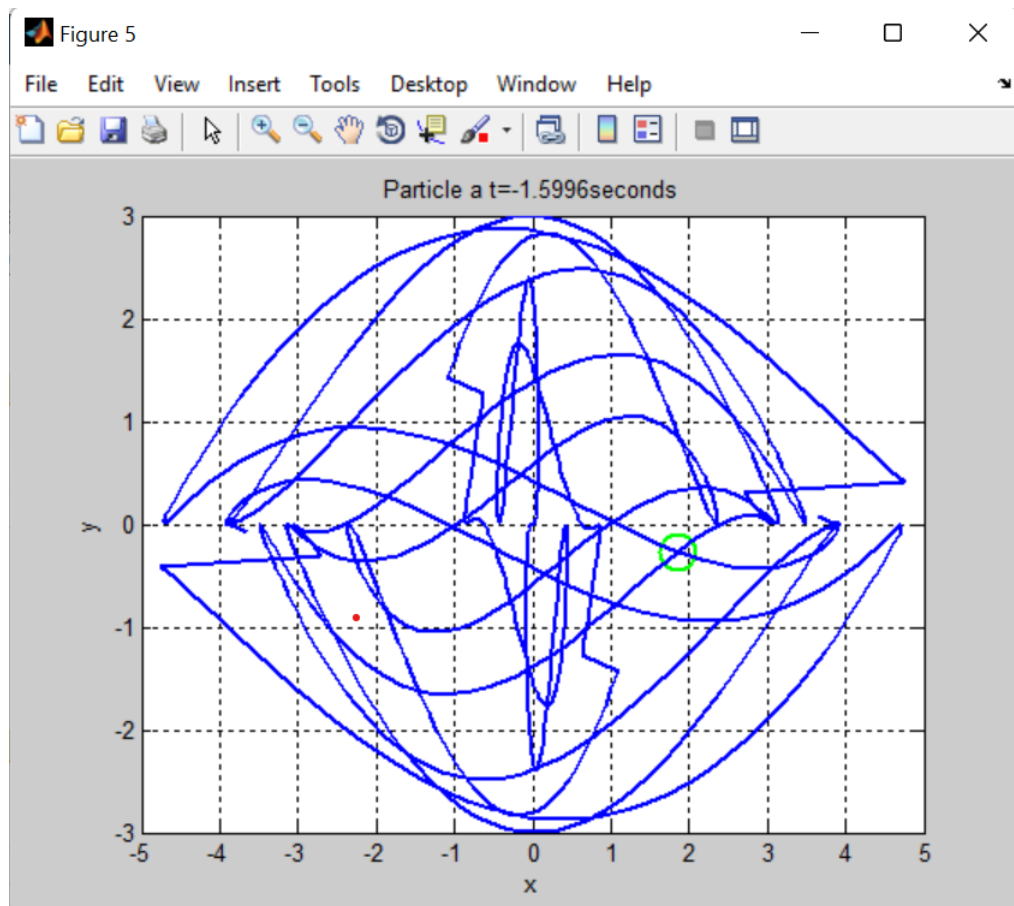 Figure 5
File Edit View Insert Tools Desktop Window Help
Particle a t=-1.5996seconds
3
2
1
0
-1
-2
-3
y
-5 -4 -3 -2 -1 0 1 2 3 4 5
x